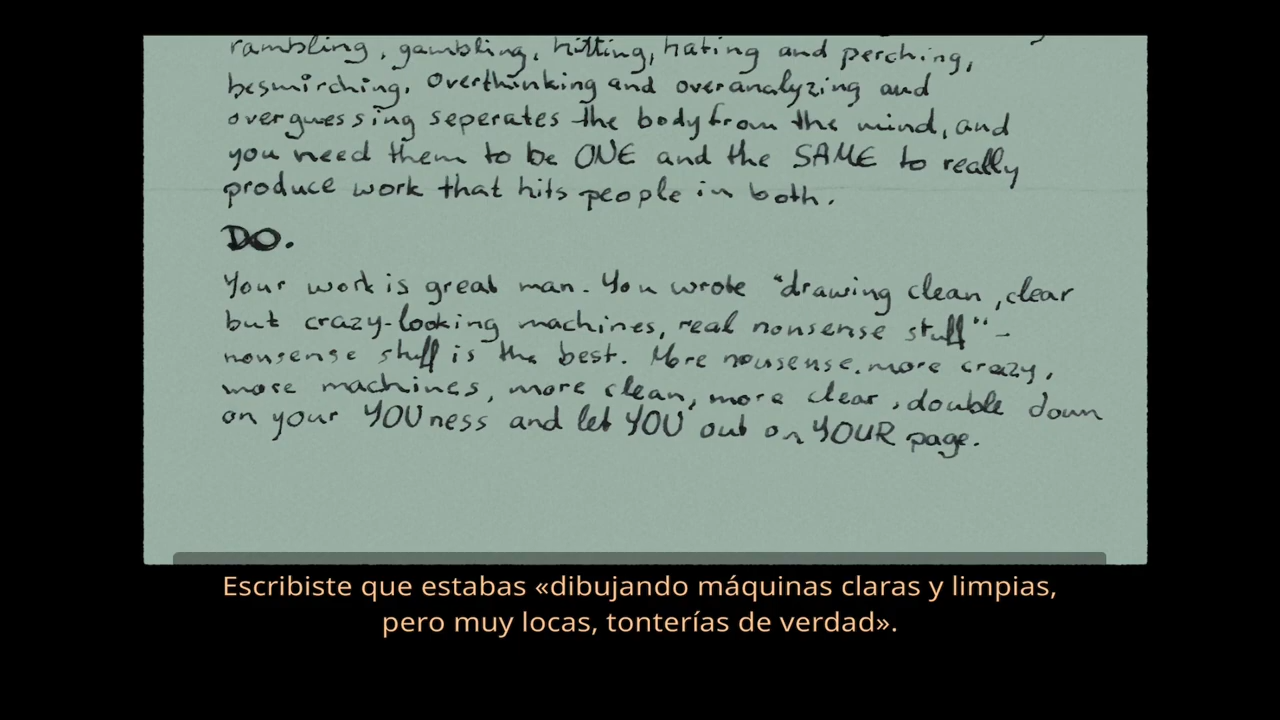 rambling, gambling, hitting, hating and perching,
besmirching. Overthinking and overanalyzing and
overguessing seperates the body from the mind, and
you need them to be ONE and the SAME to really
produce work that hits people in both.
DO.
Your work is great man. You wrote "drawing clean, clear
but crazy-looking machines, real nonsense stuff" -
nonsense stuff is the best. More nonsense. more crazy,
more machines, more clean, more clear, double down
on your YOUness and let YOU out on YOUR page.
Escribiste que estabas «dibujando máquinas claras y limpias,
pero muy locas, tonterías de verdad».